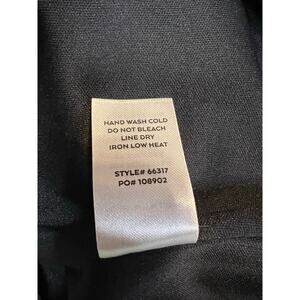 HAND WASH COLD
DO NOT BLEACH
LINE DRY
IRON LOW HEAT
STYLE# 66317
PO# 108902